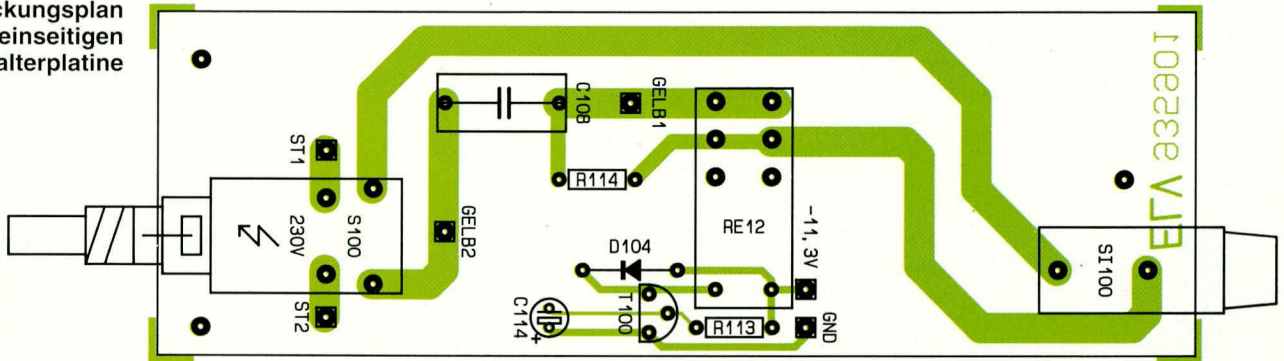 ckungsplan
einseitigen
alterplatine
C108
GELB1
ST1
R114
S100
230V
GELB2
RE12
-11,3V
D104
SI100
ST2
C114
+
T100
R113
GND
ELV